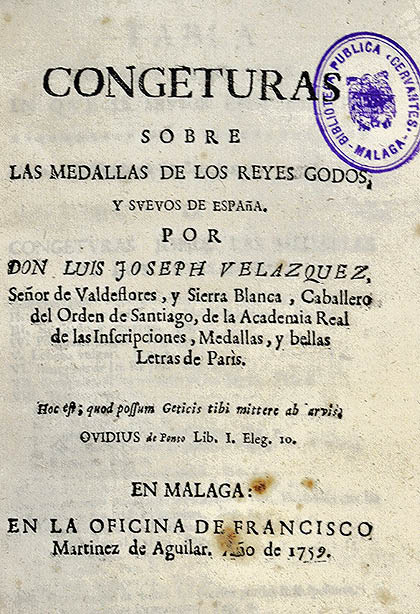 CONGETURAS
SOBRE
LAS MEDALLAS DE LOS REYES GODOS,
Y SVEVOS DE ESPAñA.
POR
DON LUIS JOSEPH VELAZQUEZ,
Señor de Valdeflores, y Sierra Blanca, Caballero
del Orden de Santiago, de la Academia Real
de las Inscripciones, Medallas, y bellas
Letras de Parìs.
Hoc est; quod possum Geticis tibi mittere ab arvis.
OVIDIUS de Ponto Lib. I. Eleg. 10.
EN MALAGA:
EN LA OFICINA DE FRANCISCO
Martinez de Aguilar. Año de 1759.
BIBLIOTECA PUBLICA CERVANTES - MALAGA -